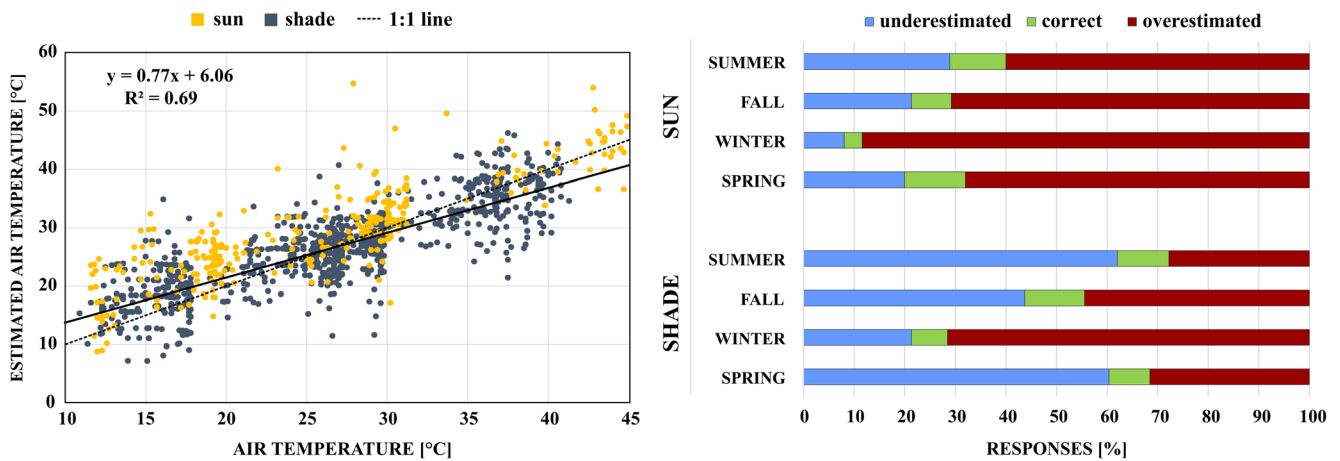 sun shade 1:1 line
ESTIMATED AIR TEMPERATURE [°C]
60
50
40
30
20
10
0
y = 0.77x + 6.06
R² = 0.69
10 15 20 25 30 35 40 45
AIR TEMPERATURE [°C]
underestimated correct overestimated
SUN
SUMMER
FALL
WINTER
SPRING
SHADE
SUMMER
FALL
WINTER
SPRING
0 10 20 30 40 50 60 70 80 90 100
RESPONSES [%]